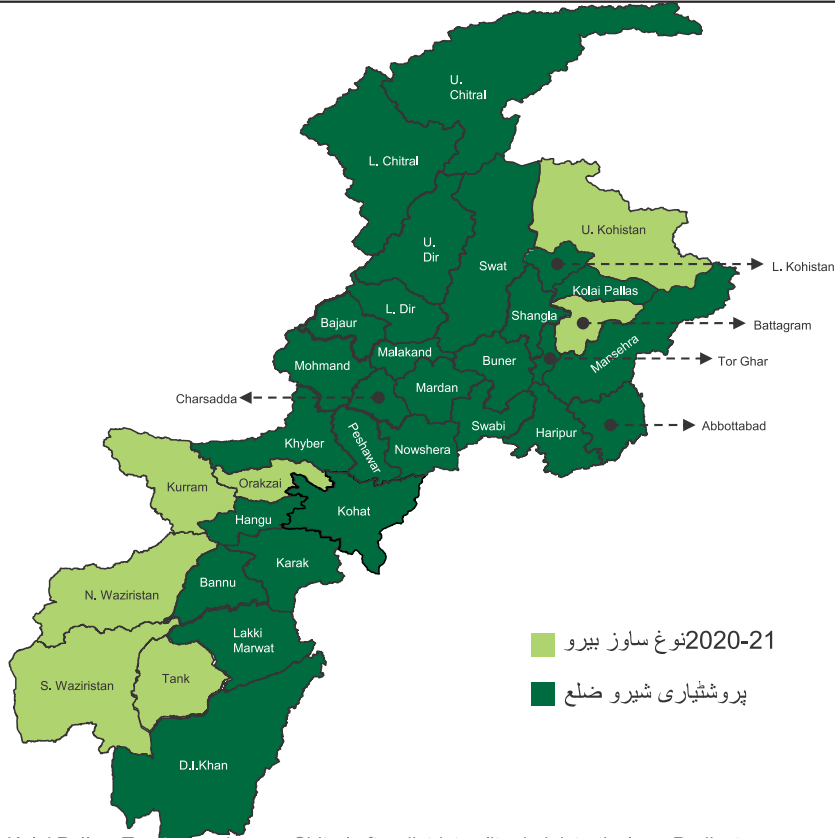 U.
Chitral
L. Chitral
U. Kohistan
U.
Dir
Swat
L. Kohistan
Kolai Pallas
L. Dir
Shangla
Bajaur
Battagram
Malakand
Mansehra
Mohmand
Buner
Tor Ghar
Mardan
Charsadda
Swabi
Abbottabad
Haripur
Peshawar
Khyber
Nowshera
Orakzai
Kurram
Kohat
Hangu
Karak
Bannu
N. Waziristan
Lakki
Marwat
2020-21نوغ ساوز بیرو
Tank
S. Waziristan
پروشٹیاری شیرو ضلع
D.I.Khan